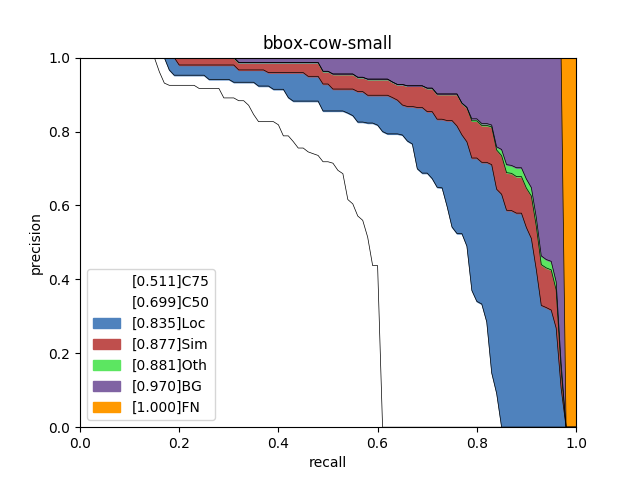 bbox-cow-small
1.0
0.8
0.6
0.4
0.2
0.0
precision
[0.511]C75
[0.699]C50
[0.835]Loc
[0.877]Sim
[0.881]Oth
[0.970]BG
[1.000]FN
0.0 0.2 0.4 0.6 0.8 1.0
recall